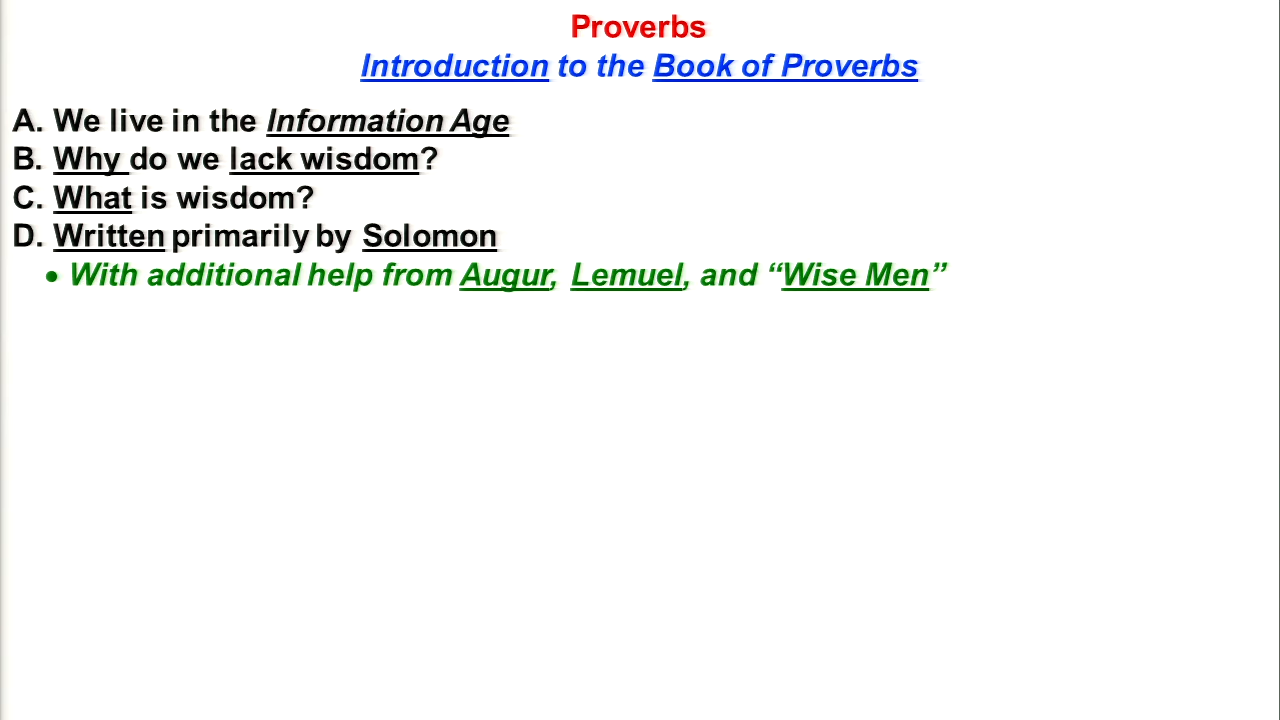 Proverbs
Introduction to the Book of Proverbs
A. We live in the Information Age
B. Why do we lack wisdom?
C. What is wisdom?
D. Written primarily by Solomon
• With additional help from Augur, Lemuel, and “Wise Men”